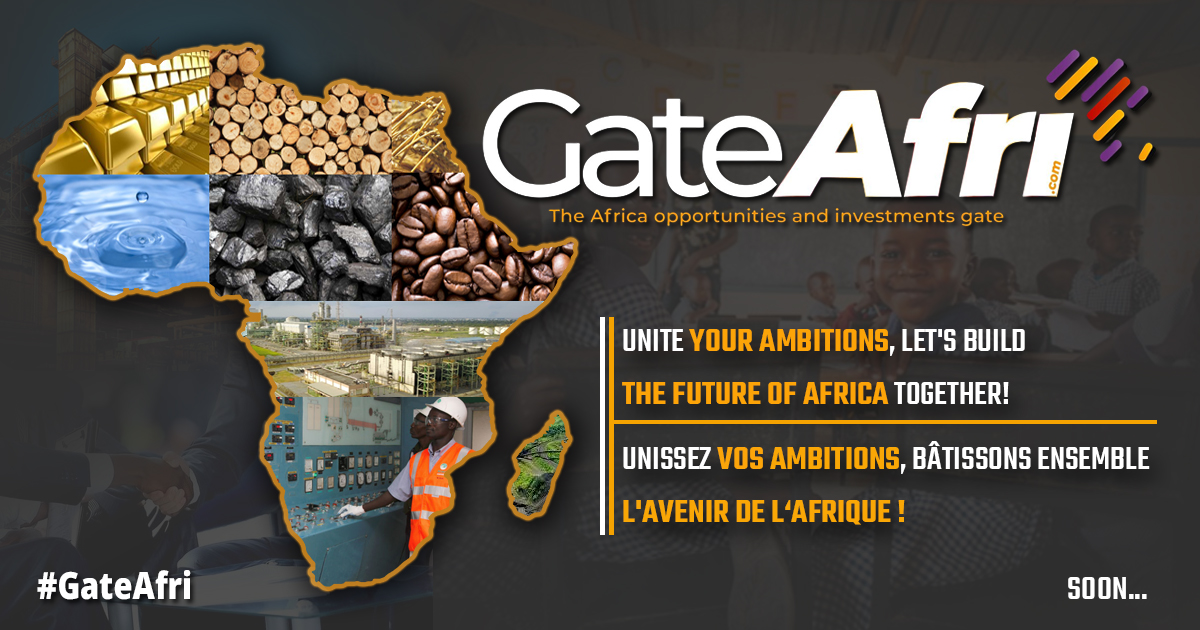 GateAfri
.com
The Africa opportunities and investments gate
UNITE YOUR AMBITIONS, LET'S BUILD
THE FUTURE OF AFRICA TOGETHER!
UNISSEZ VOS AMBITIONS, BÂTISSONS ENSEMBLE
L'AVENIR DE L‘AFRIQUE !
#GateAfri
SOON...